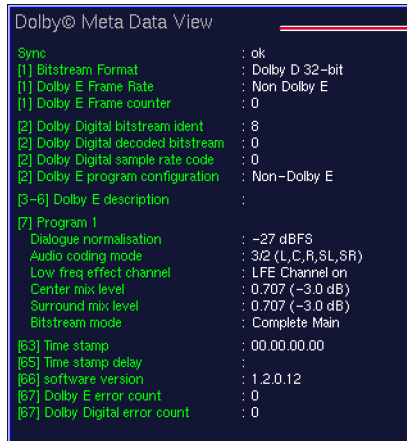 Dolby© Meta Data View
Sync : ok
[1] Bitstream Format : Dolby D 32-bit
[1] Dolby E Frame Rate : Non Dolby E
[1] Dolby E Frame counter : 0
[2] Dolby Digital bitstream ident : 8
[2] Dolby Digital decoded bitstream : 0
[2] Dolby Digital sample rate code : 0
[2] Dolby E program configuration : Non-Dolby E
[3-6] Dolby E description :
[7] Program 1
Dialogue normalisation : -27 dBFS
Audio coding mode : 3/2 (L,C,R,SL,SR)
Low freq effect channel : LFE Channel on
Center mix level : 0.707 (-3.0 dB)
Surround mix level : 0.707 (-3.0 dB)
Bitstream mode : Complete Main
[63] Time stamp : 00.00.00.00
[65] Time stamp delay :
[66] software version : 1.2.0.12
[67] Dolby E error count : 0
[67] Dolby Digital error count : 0